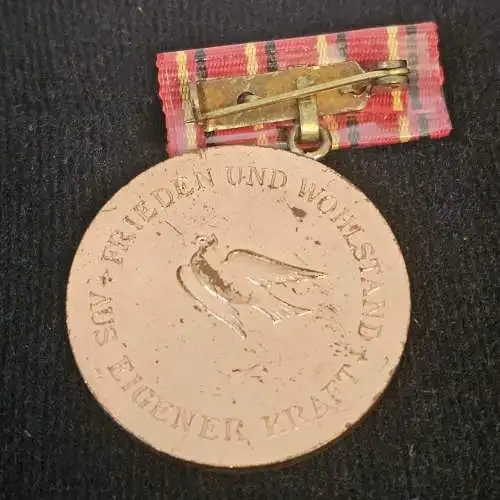 FRIEDEN UND WOHLSTAND
AUS EIGENER KRAFT